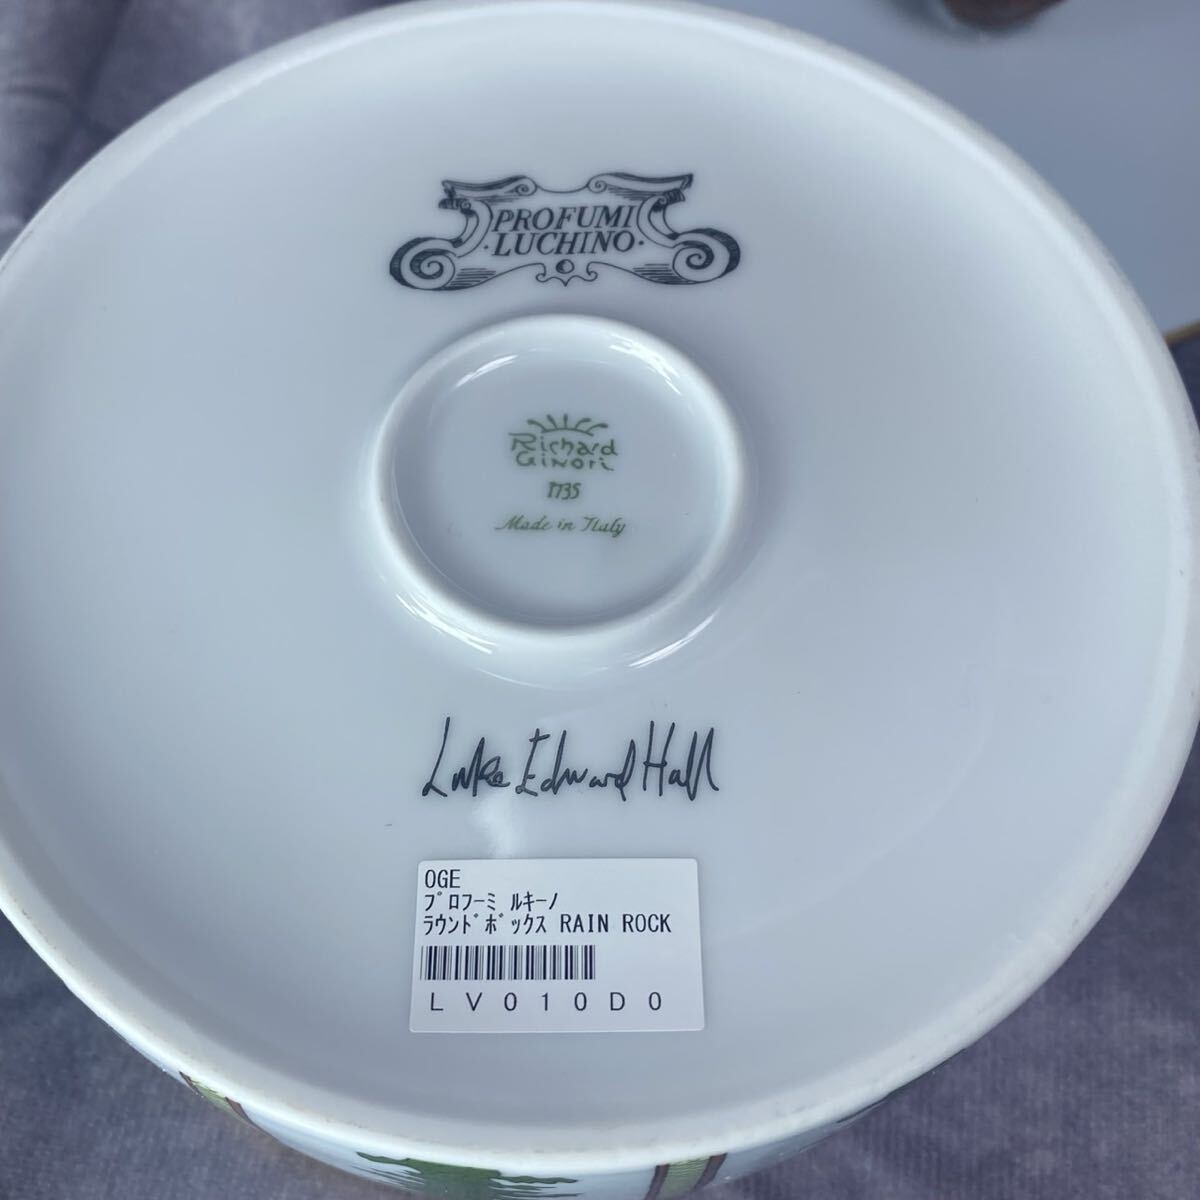 PROFUMI
·LUCHINO·
Richard
Ginori
1735
Made in Italy
Luke Edward Hall
OGE
ﾌﾟﾛﾌｰﾐ ﾙｷｰﾉ
ﾗｳﾝﾄﾞﾎﾞｯｸｽ RAIN ROCK
LV010D0